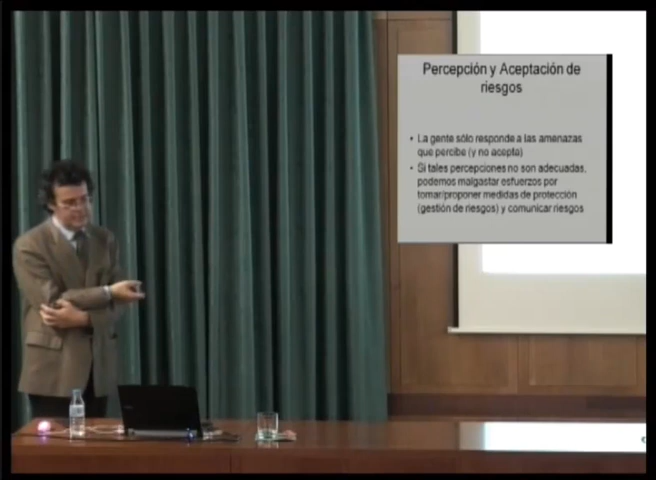 Percepción y Aceptación de
riesgos
• La gente sólo responde a las amenazas
que percibe (y no acepta)
• Si tales percepciones no son adecuadas,
podemos malgastar esfuerzos por
tomar/proponer medidas de protección
(gestión de riesgos) y comunicar riesgos